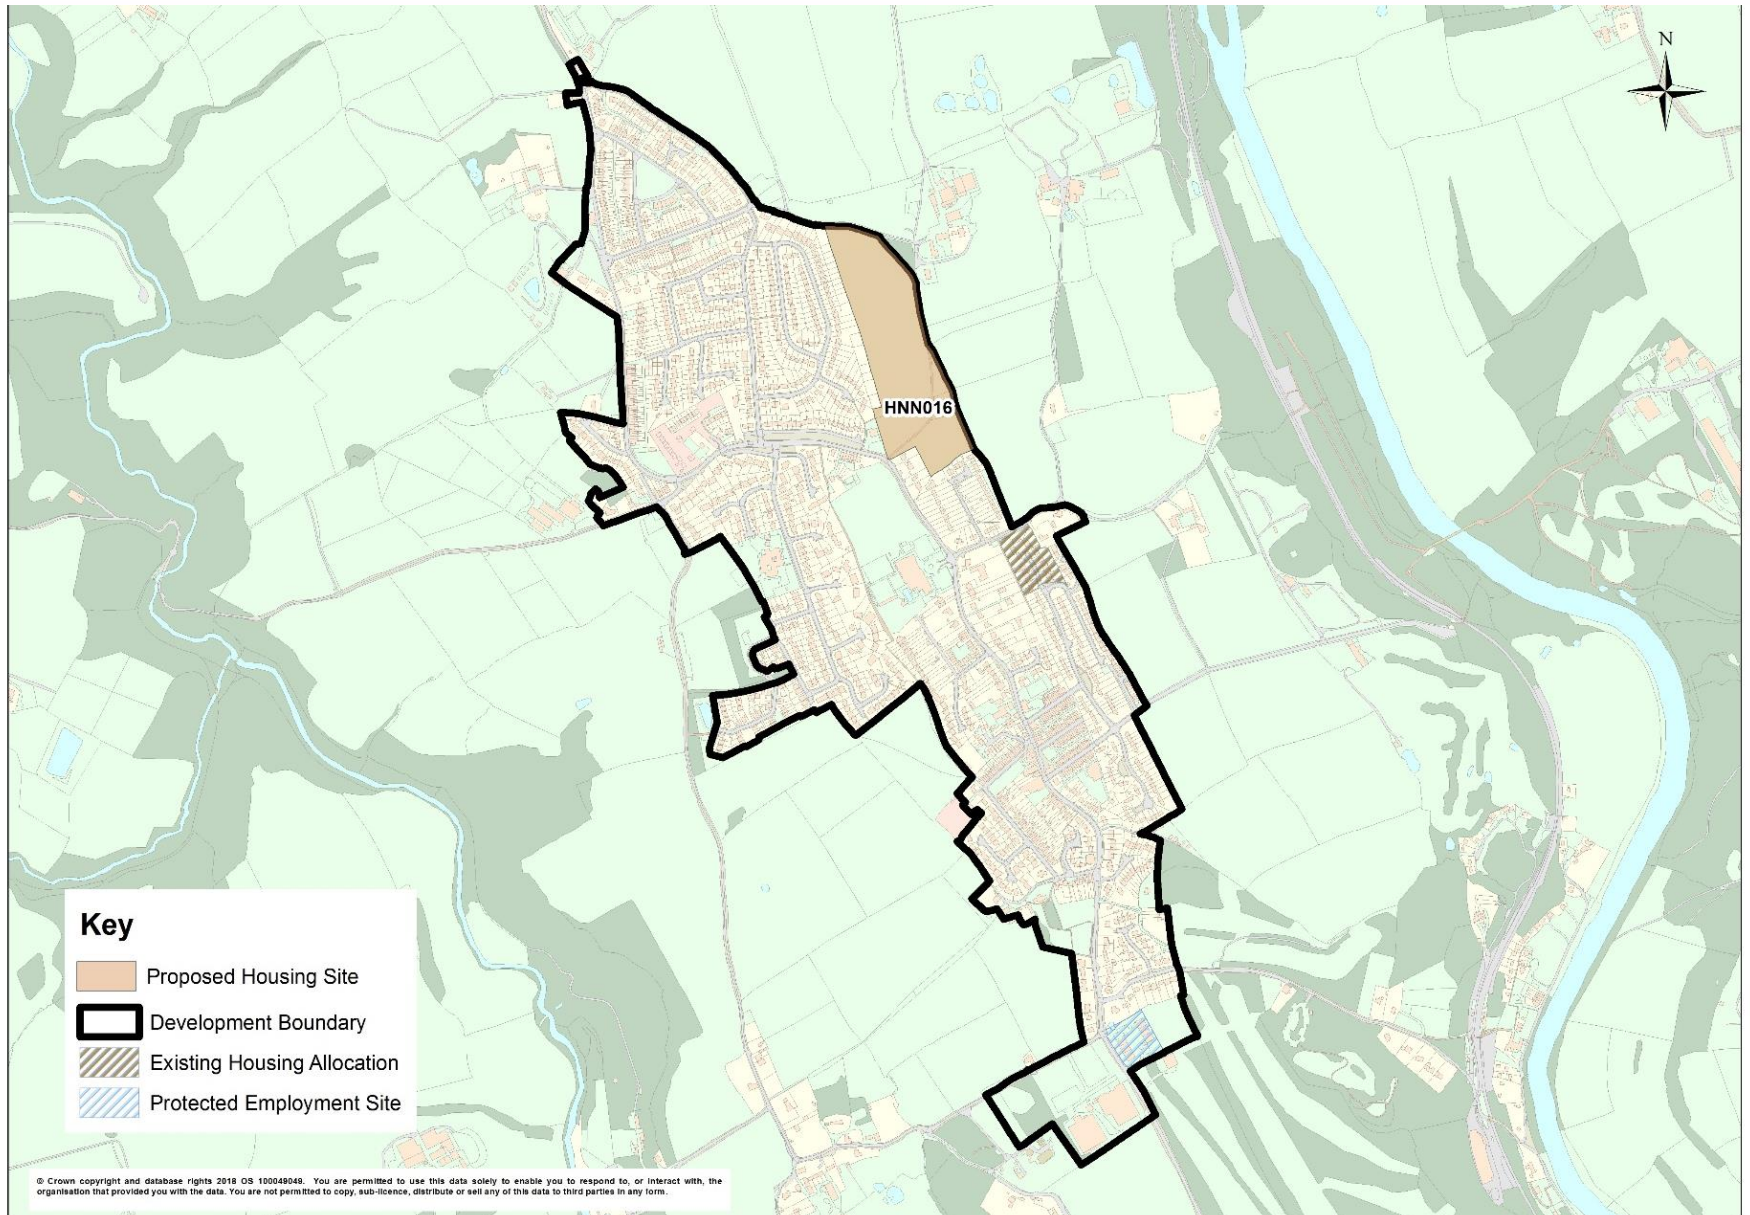 N
HNN016
Key
Proposed Housing Site
Development Boundary
Existing Housing Allocation
Protected Employment Site
© Crown copyright and database rights 2018 OS 100049049. You are permitted to use this data solely to enable you to respond to, or interact with, the
organisation that provided you with the data. You are not permitted to copy, sub-licence, distribute or sell any of this data to third parties in any form.